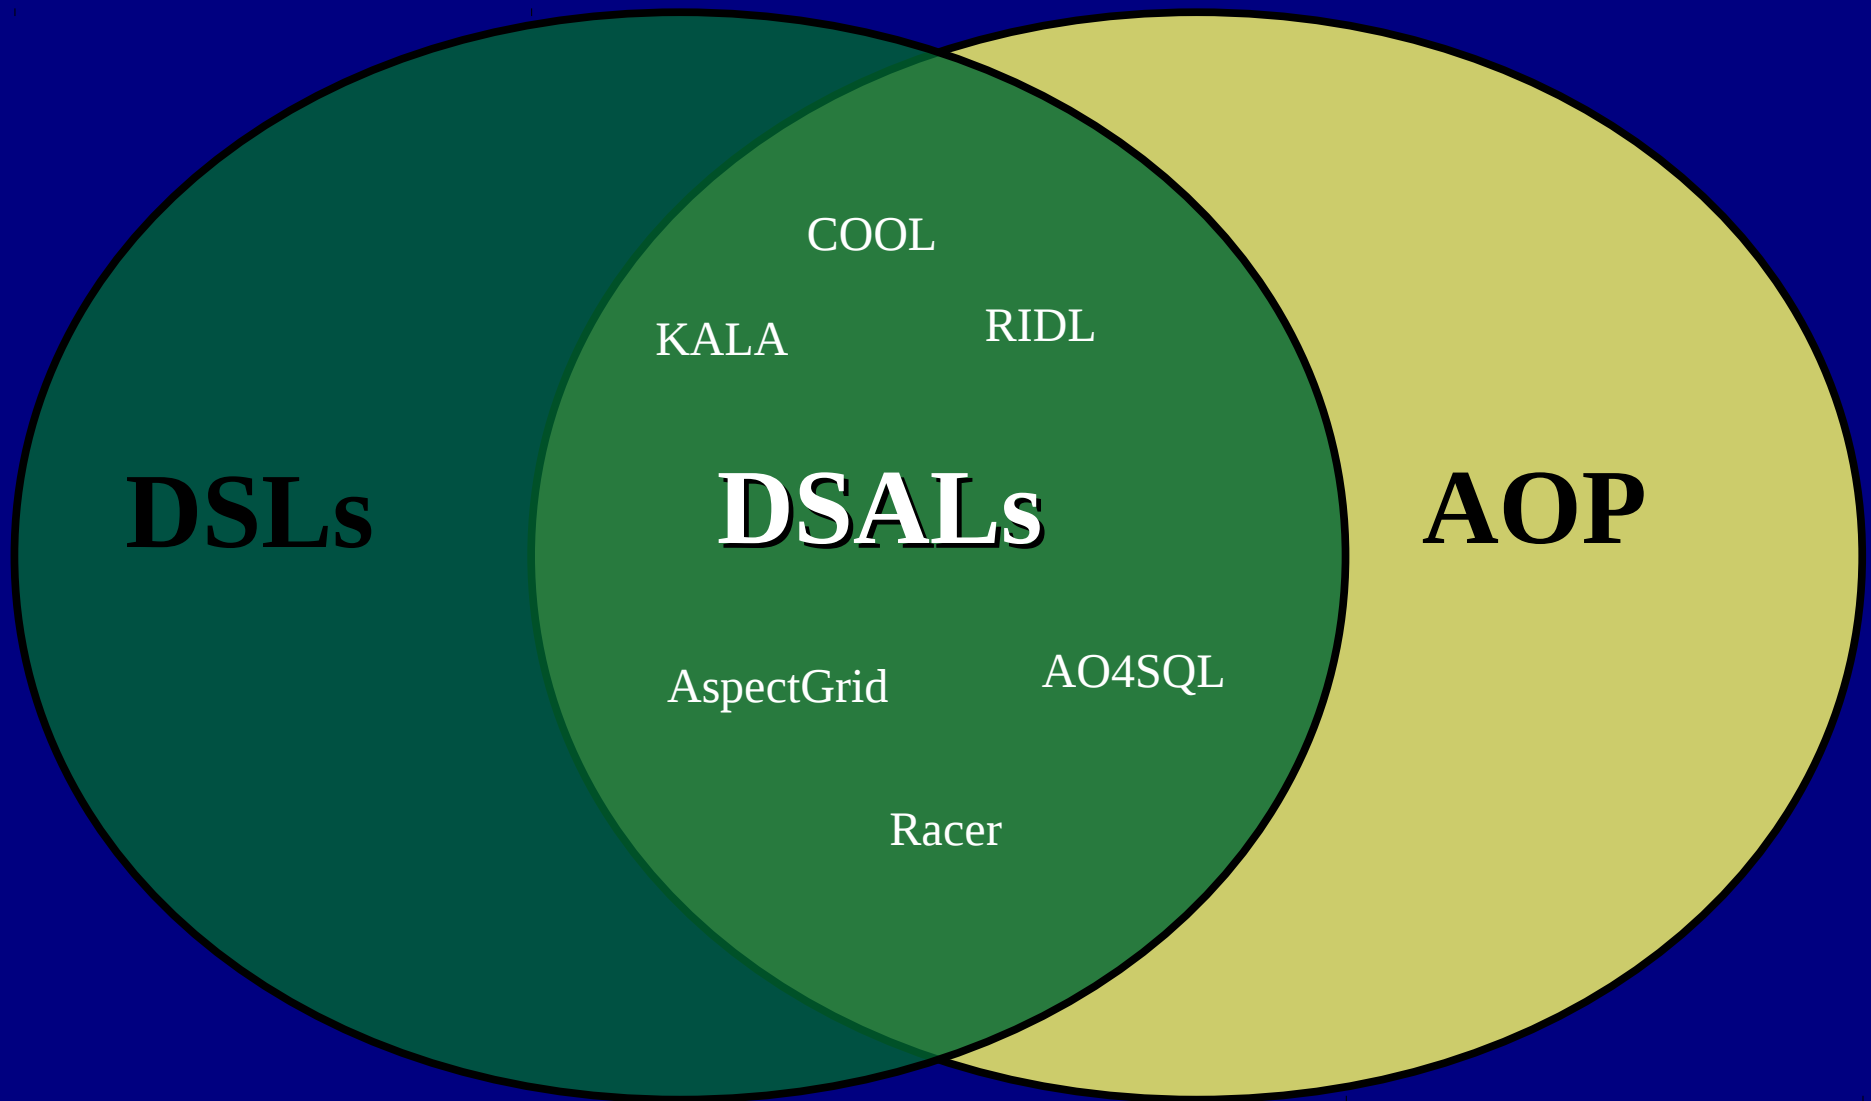 COOL
KALA
RIDL
DSLs
DSALs
AOP
AspectGrid
AO4SQL
Racer